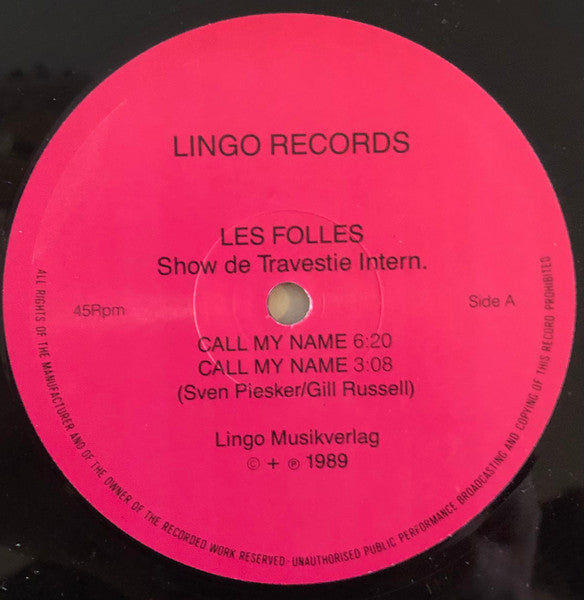 LINGO RECORDS
LES FOLLES
Show de Travestie Intern.
45Rpm
Side A
CALL MY NAME 6:20
CALL MY NAME 3:08
(Sven Piesker/Gill Russell)
Lingo Musikverlag
© + ℗ 1989
ALL RIGHTS OF THE MANUFACTURER AND OF THE OWNER OF THE RECORDED WORK RESERVED · UNAUTHORISED PUBLIC PERFORMANCE BROADCASTING AND COPYING OF THIS RECORD PROHIBITED